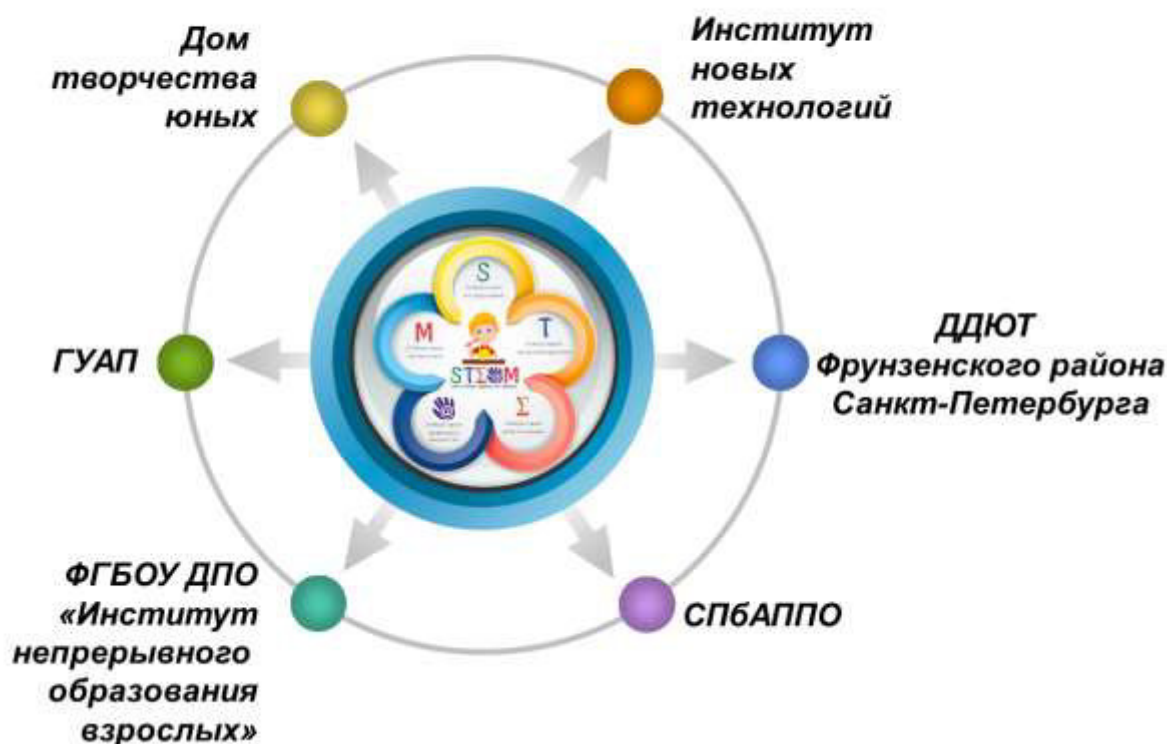 Дом
творчества
юных
Институт
новых
технологий
ГУАП
ДДЮТ
Фрунзенского района
Санкт-Петербурга
ФГБОУ ДПО
«Институт
непрерывного
образования
взрослых»
СПбАППО
S
M
T
STΣM
Σ